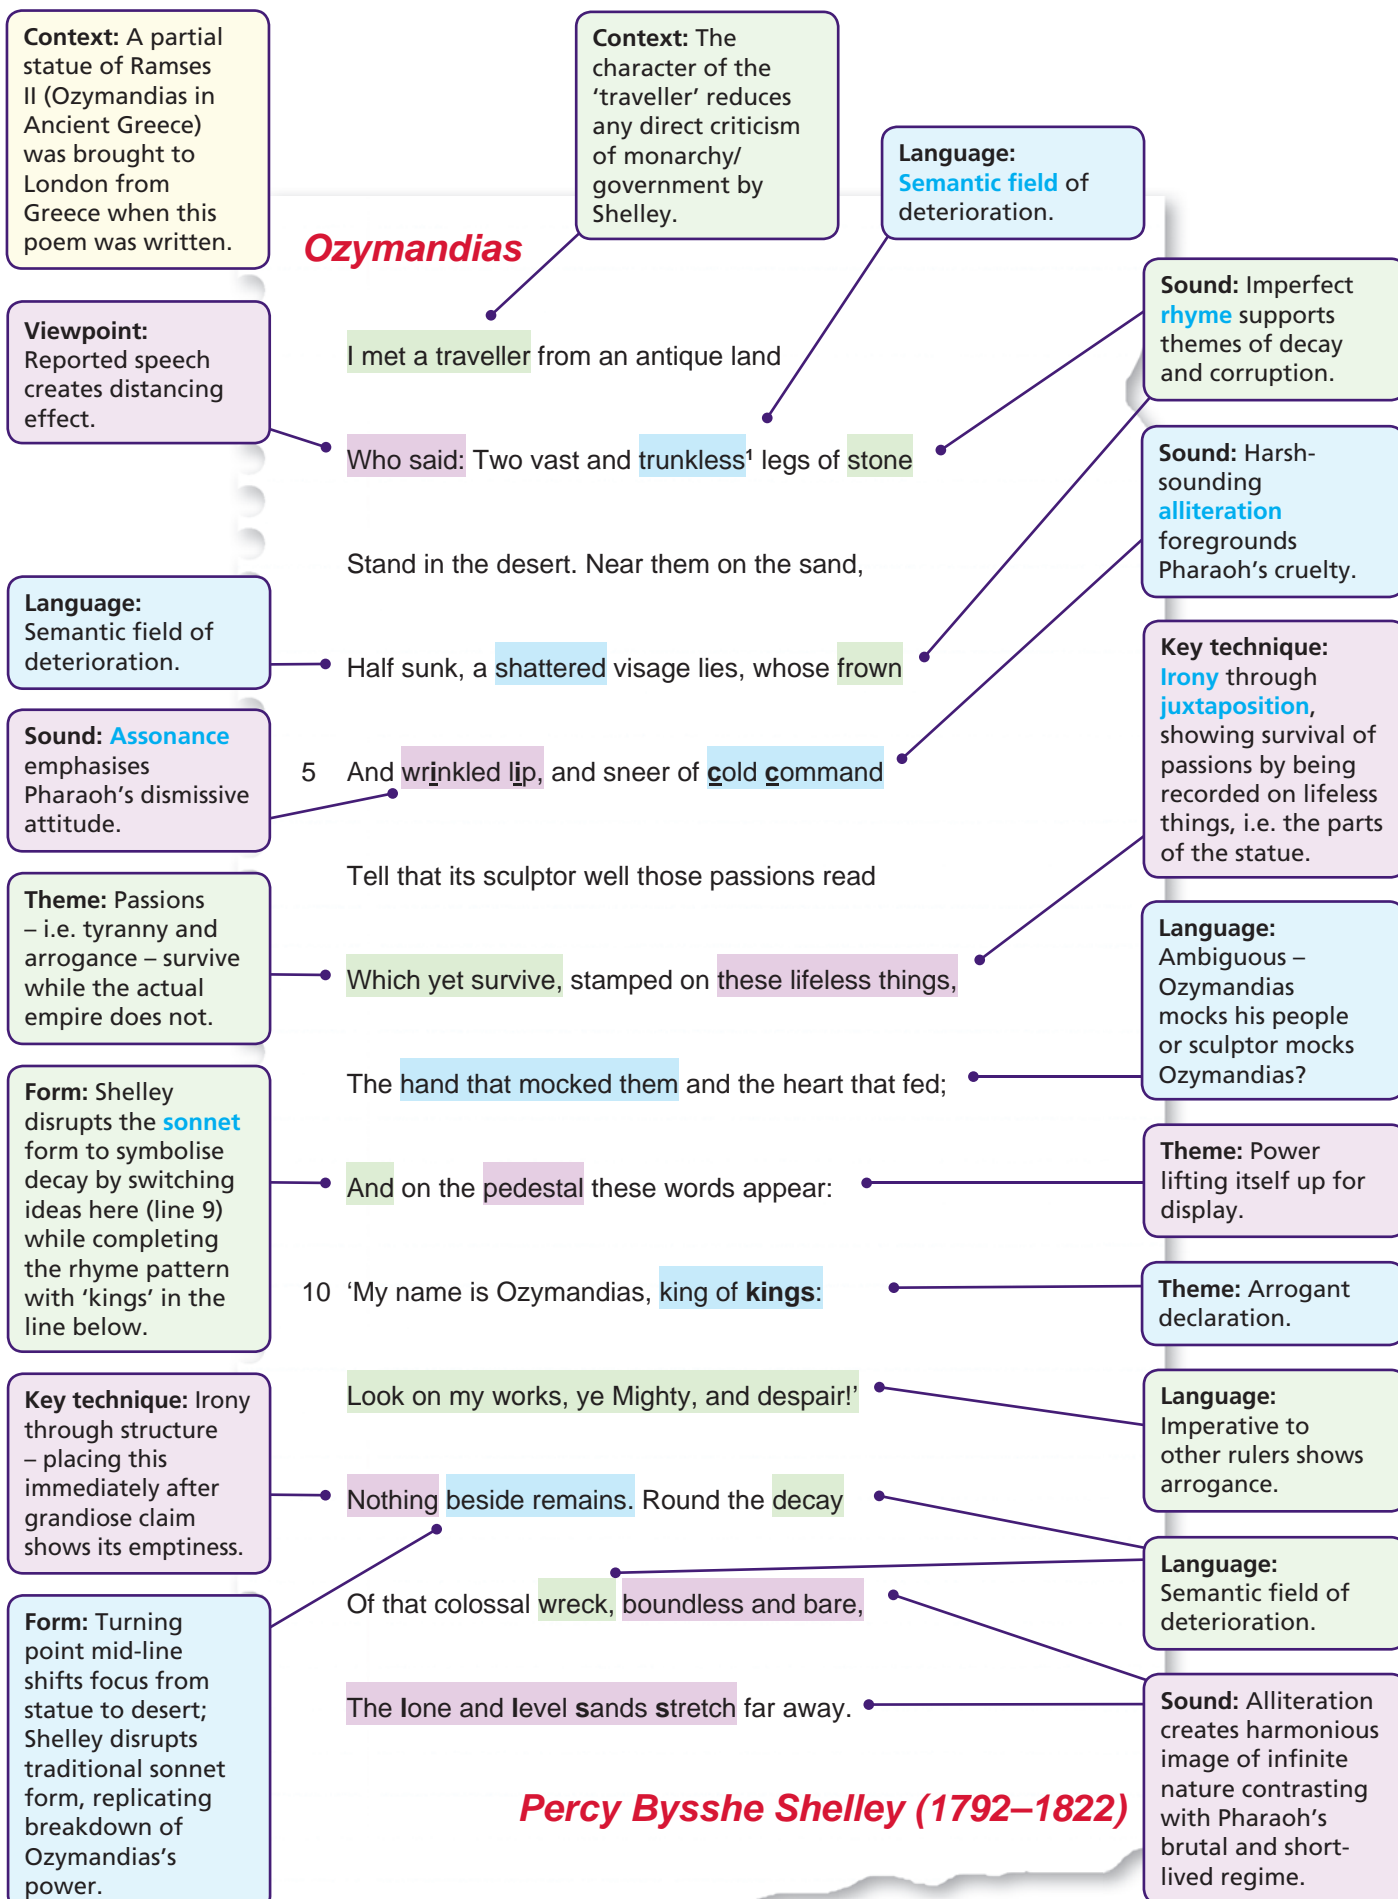 Context: A partial
statue of Ramses
II (Ozymandias in
Ancient Greece)
was brought to
London from
Greece when this
poem was written.
Context: The
character of the
‘traveller’ reduces
any direct criticism
of monarchy/
government by
Shelley.
Language:
Semantic field of
deterioration.
Viewpoint:
Reported speech
creates distancing
effect.
Language:
Semantic field of
deterioration.
Sound: Assonance
emphasises
Pharaoh’s dismissive
attitude.
Theme: Passions
– i.e. tyranny and
arrogance – survive
while the actual
empire does not.
Form: Shelley
disrupts the sonnet
form to symbolise
decay by switching
ideas here (line 9)
while completing
the rhyme pattern
with ‘kings’ in the
line below.
Key technique: Irony
through structure
– placing this
immediately after
grandiose claim
shows its emptiness.
Form: Turning
point mid-line
shifts focus from
statue to desert;
Shelley disrupts
traditional sonnet
form, replicating
breakdown of
Ozymandias’s
power.
Ozymandias
I met a traveller from an antique land
Who said: Two vast and trunkless¹ legs of stone
Stand in the desert. Near them on the sand,
Half sunk, a shattered visage lies, whose frown
5 And wrinkled lip, and sneer of cold command
Tell that its sculptor well those passions read
Which yet survive, stamped on these lifeless things,
The hand that mocked them and the heart that fed;
And on the pedestal these words appear:
10 ‘My name is Ozymandias, king of kings:
Look on my works, ye Mighty, and despair!’
Nothing beside remains. Round the decay
Of that colossal wreck, boundless and bare,
The lone and level sands stretch far away.
Percy Bysshe Shelley (1792–1822)
Sound: Imperfect
rhyme supports
themes of decay
and corruption.
Sound: Harsh-
sounding
alliteration
foregrounds
Pharaoh’s cruelty.
Key technique:
Irony through
juxtaposition,
showing survival of
passions by being
recorded on lifeless
things, i.e. the parts
of the statue.
Language:
Ambiguous –
Ozymandias
mocks his people
or sculptor mocks
Ozymandias?
Theme: Power
lifting itself up for
display.
Theme: Arrogant
declaration.
Language:
Imperative to
other rulers shows
arrogance.
Language:
Semantic field of
deterioration.
Sound: Alliteration
creates harmonious
image of infinite
nature contrasting
with Pharaoh’s
brutal and short-
lived regime.